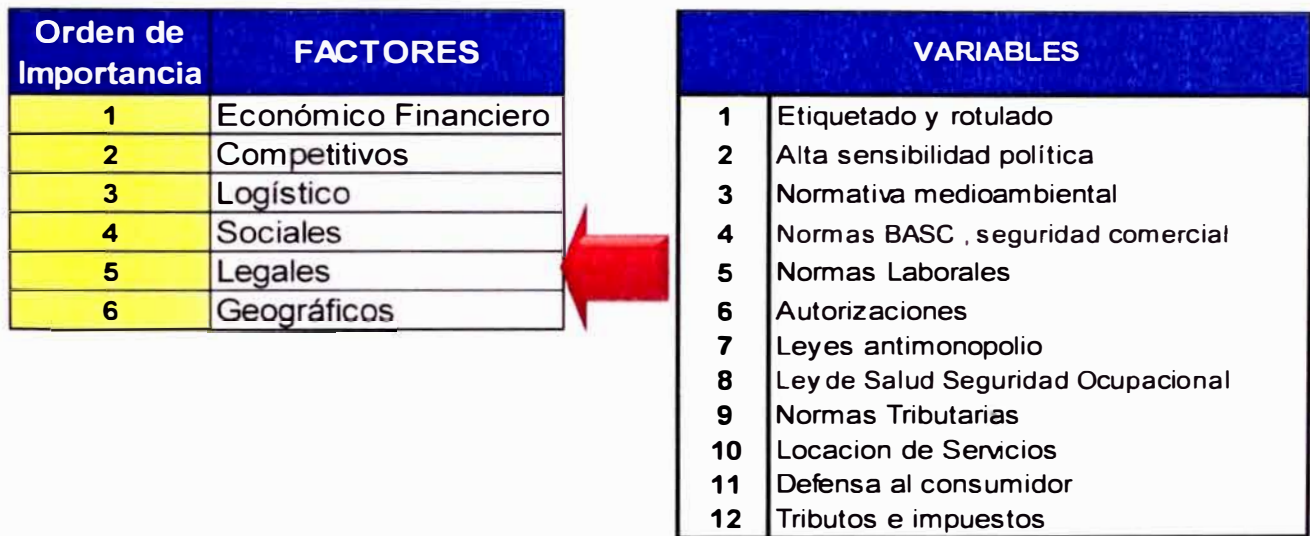 Orden de Importancia FACTORES
1 Económico Financiero
2 Competitivos
3 Logístico
4 Sociales
5 Legales
6 Geográficos
VARIABLES
1 Etiquetado y rotulado
2 Alta sensibilidad política
3 Normativa medioambiental
4 Normas BASC , seguridad comercial
5 Normas Laborales
6 Autorizaciones
7 Leyes antimonopolio
8 Ley de Salud Seguridad Ocupacional
9 Normas Tributarias
10 Locacion de Servicios
11 Defensa al consumidor
12 Tributos e impuestos